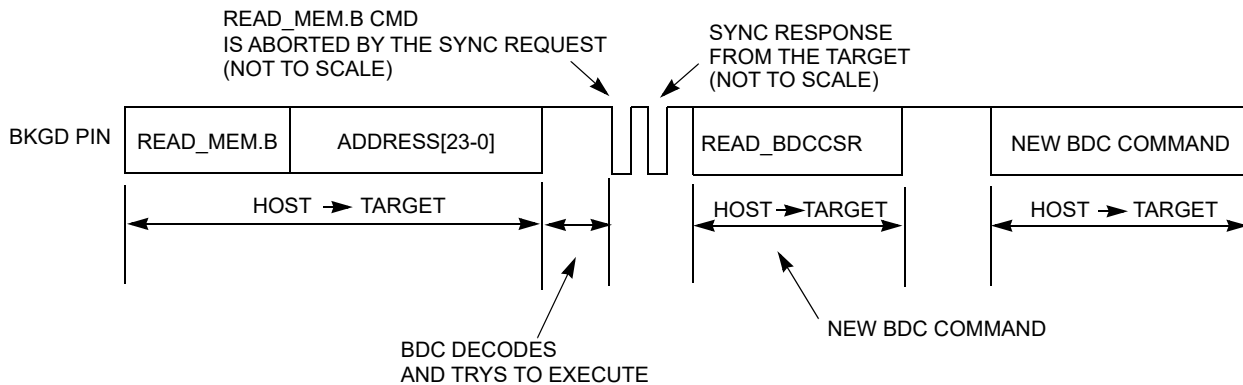 READ_MEM.B CMD
IS ABORTED BY THE SYNC REQUEST
(NOT TO SCALE)
SYNC RESPONSE
FROM THE TARGET
(NOT TO SCALE)
BKGD PIN
READ_MEM.B
ADDRESS[23-0]
READ_BDCCSR
NEW BDC COMMAND
HOST
TARGET
HOST
TARGET
HOST
TARGET
BDC DECODES
AND TRYS TO EXECUTE
NEW BDC COMMAND